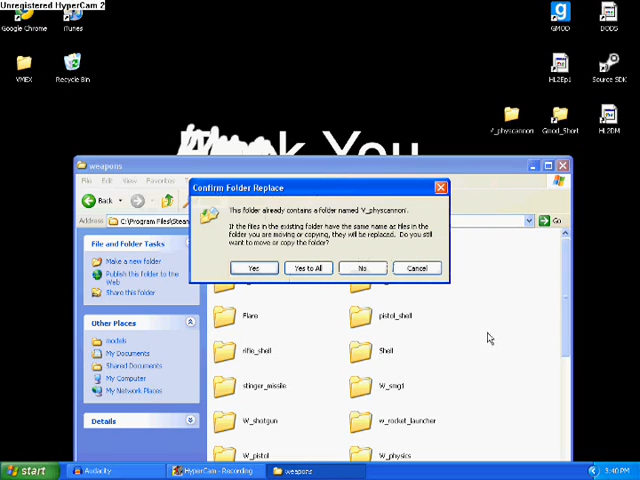 Unregistered HyperCam 2
Google Chrome
iTunes
GMOD
DODS
VMEX
Recycle Bin
HL2Ep1
Source SDK
V_physcannon
Gmod_Short
HL2DM
k You
weapons
File
Edit
View
Favorites
Back
Address
C:\Program Files\Steam
Go
Confirm Folder Replace
This folder already contains a folder named 'V_physcannon'.
If the files in the existing folder have the same name as files in the
folder you are moving or copying, they will be replaced. Do you still
want to move or copy the folder?
Yes
Yes to All
No
Cancel
File and Folder Tasks
Make a new folder
Publish this folder to the
Web
Share this folder
Other Places
models
My Documents
Shared Documents
My Computer
My Network Places
Details
Flare
pistol_shell
rifle_shell
Shell
stinger_missile
W_smg1
W_shotgun
w_rocket_launcher
W_pistol
W_physics
start
Audacity
HyperCam - Recording
weapons
3:40 PM